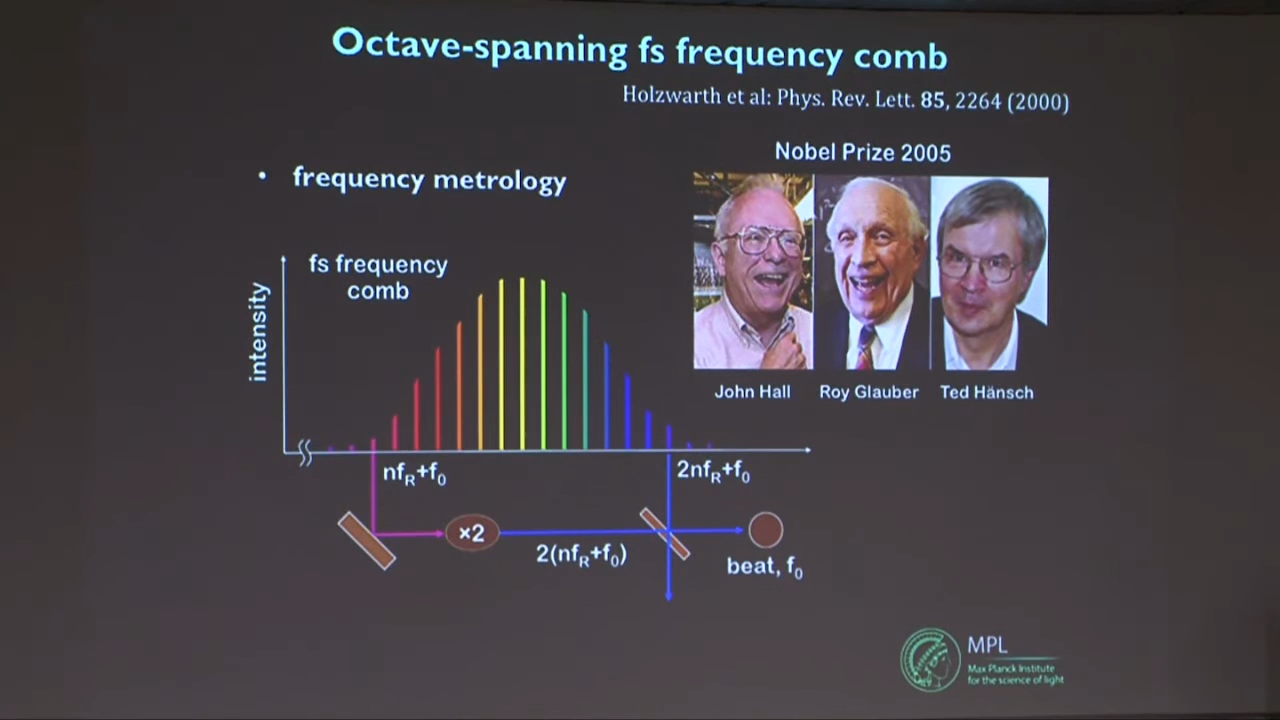 Octave-spanning fs frequency comb
Holzwarth et al: Phys. Rev. Lett. 85, 2264 (2000)
Nobel Prize 2005
• frequency metrology
fs frequency
comb
intensity
John Hall
Roy Glauber
Ted Hänsch
nfR+f0
2nfR+f0
×2
2(nfR+f0)
beat, f0
MPL
Max Planck Institute
for the science of light